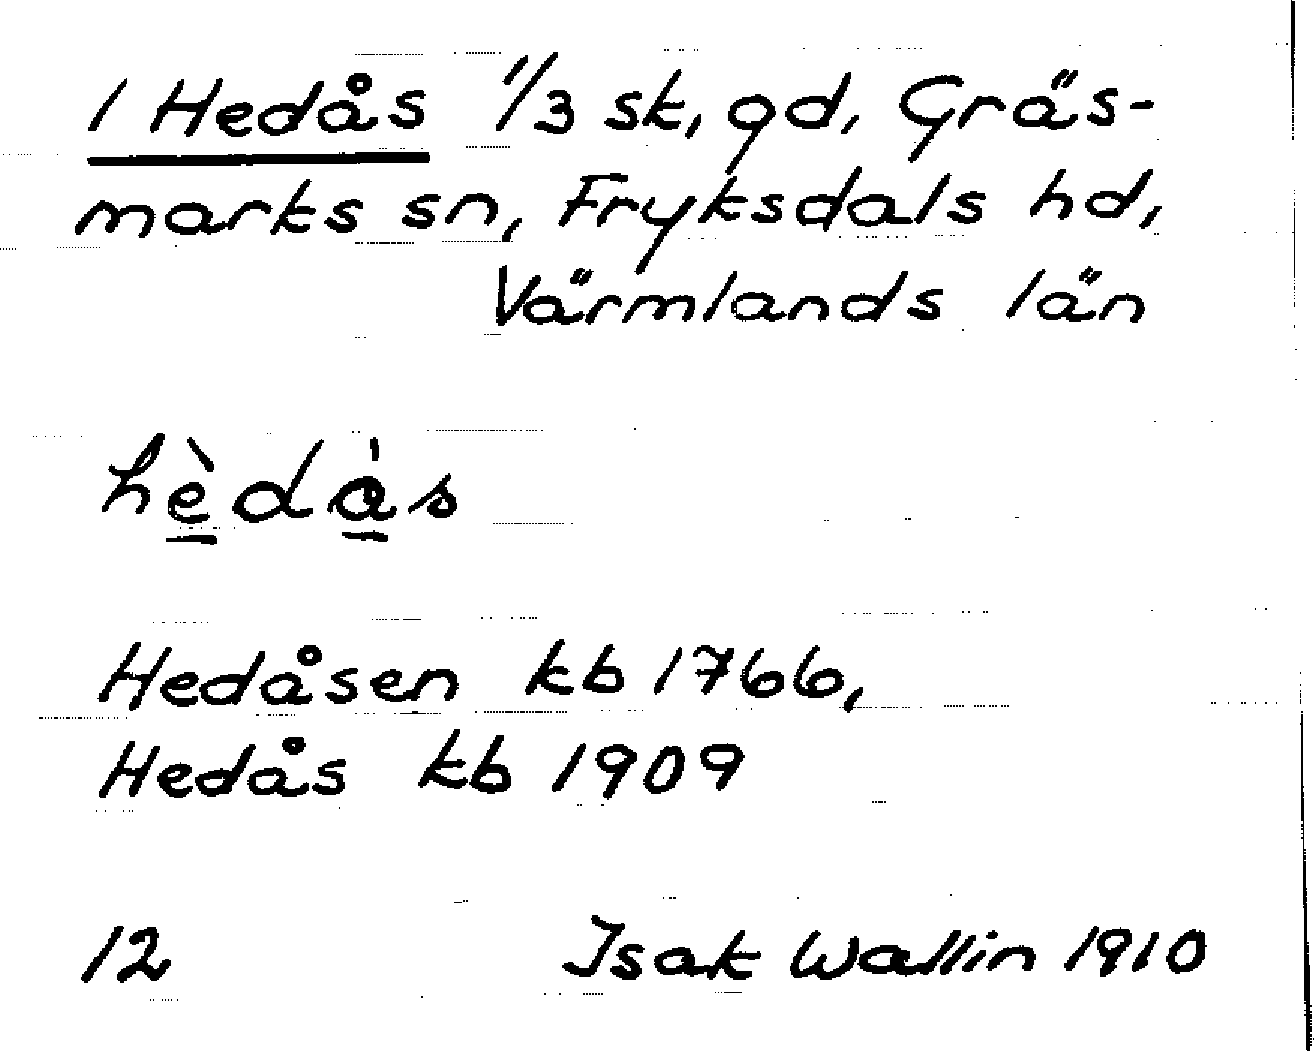 1 Hedås 1/3 sk, gd, Gräs-
marks sn, Fryksdals hd,
Värmlands län
hèdås
Hedåsen kb 1766,
Hedås kb 1909
12 Isak Wallin 1910